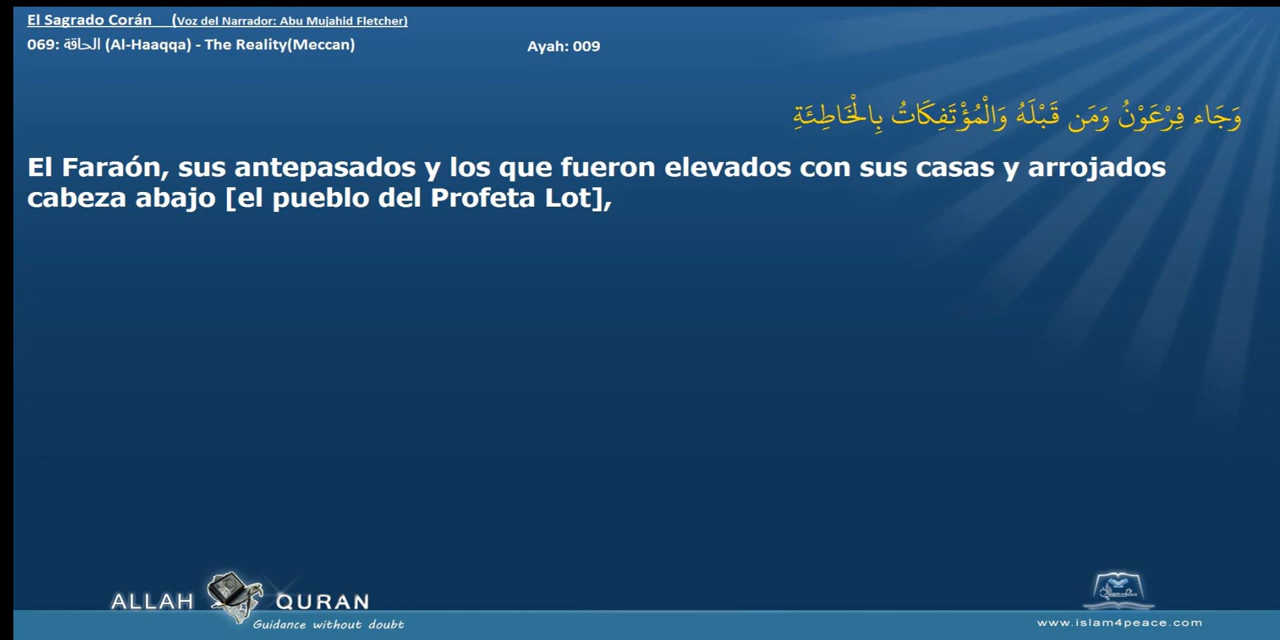 El Sagrado Corán (Voz del Narrador: Abu Mujahid Fletcher)
069: الحاقة (Al-Haaqqa) - The Reality(Meccan) Ayah: 009
وَجَاء فِرْعَوْنُ وَمَن قَبْلَهُ وَالْمُؤْتَفِكَاتُ بِالْخَاطِئَةِ
El Faraón, sus antepasados y los que fueron elevados con sus casas y arrojados
cabeza abajo [el pueblo del Profeta Lot],
ALLAH QURAN
Guidance without doubt
www.islam4peace.com